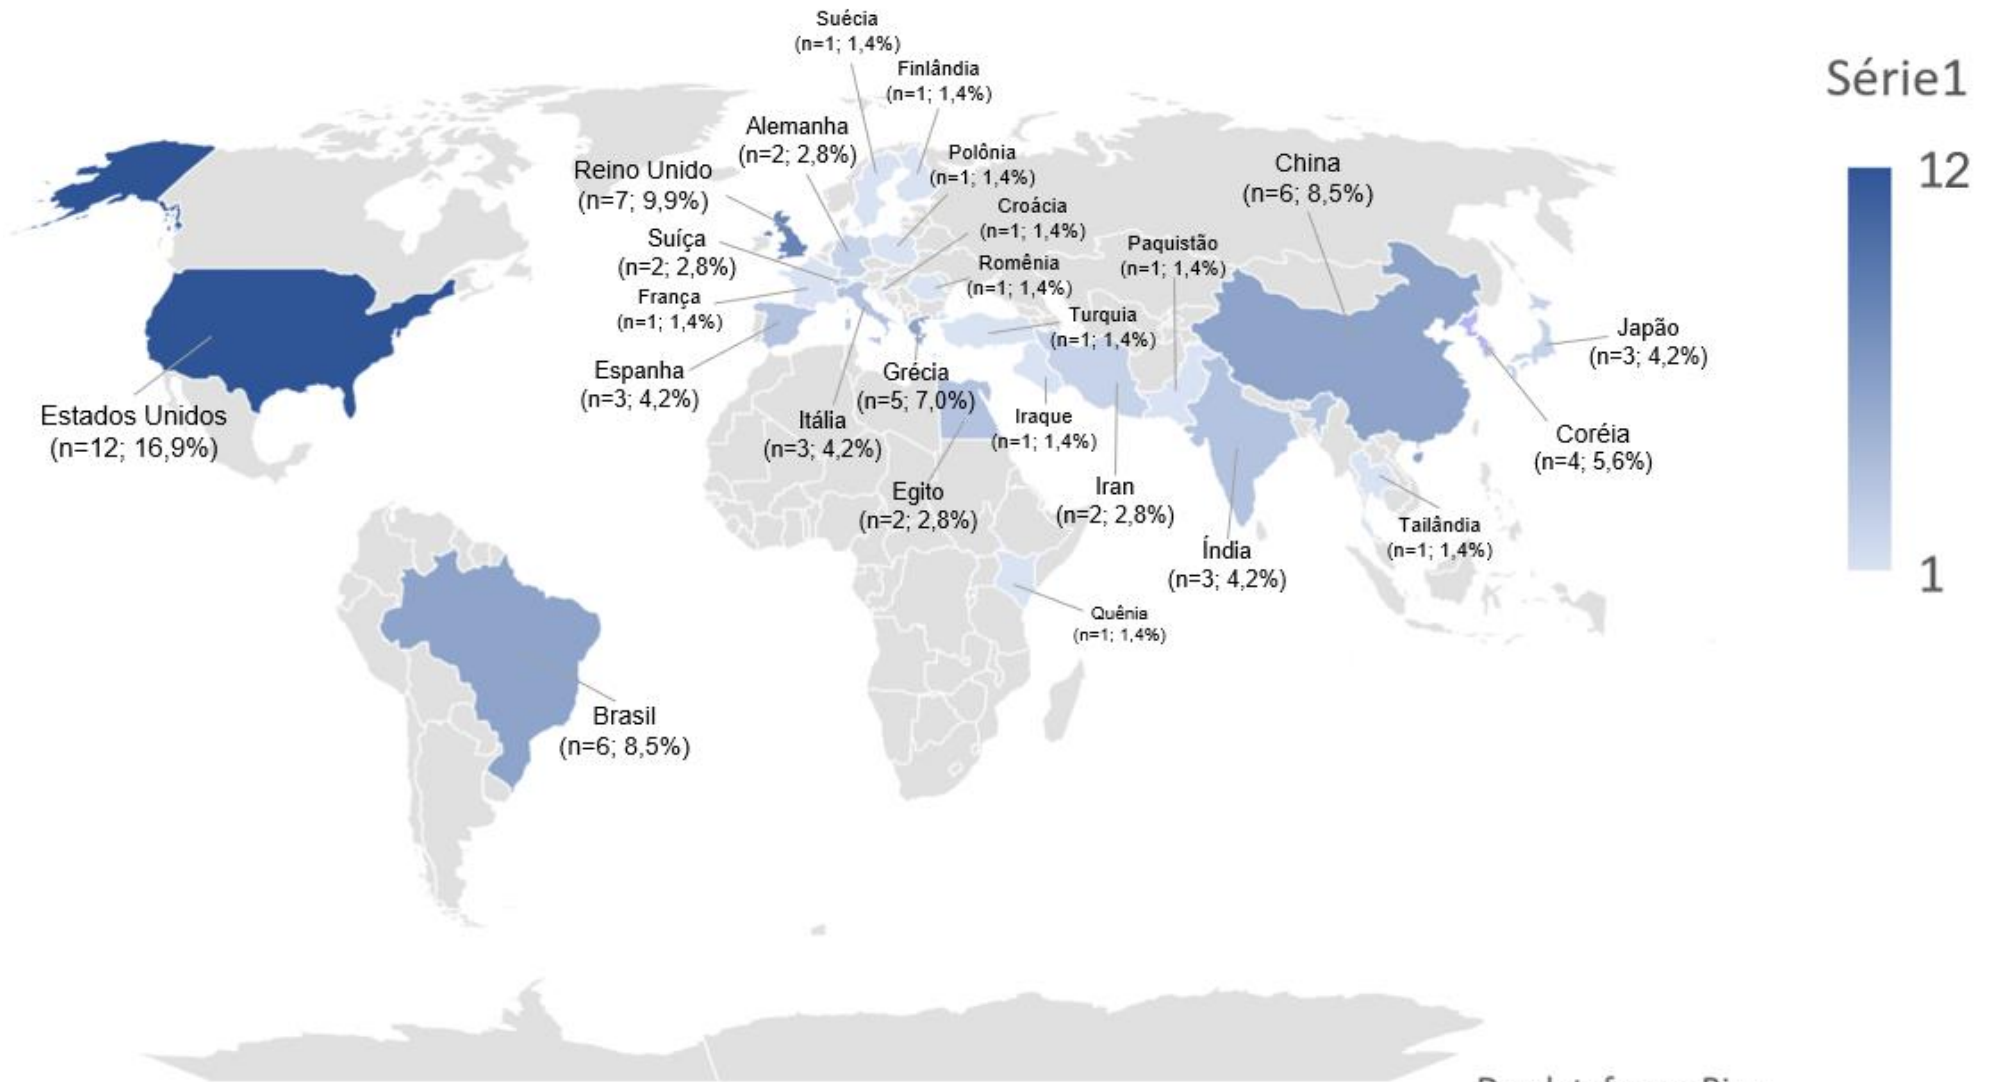 Suécia
(n=1; 1,4%)
Finlândia
(n=1; 1,4%)
Alemanha
(n=2; 2,8%)
Polônia
(n=1; 1,4%)
Reino Unido
(n=7; 9,9%)
China
(n=6; 8,5%)
Croácia
(n=1; 1,4%)
Suíça
(n=2; 2,8%)
Paquistão
(n=1; 1,4%)
Romênia
(n=1; 1,4%)
França
(n=1; 1,4%)
Turquia
(n=1; 1,4%)
Japão
(n=3; 4,2%)
Espanha
(n=3; 4,2%)
Grécia
(n=5; 7,0%)
Estados Unidos
(n=12; 16,9%)
Itália
(n=3; 4,2%)
Iraque
(n=1; 1,4%)
Coréia
(n=4; 5,6%)
Egito
(n=2; 2,8%)
Iran
(n=2; 2,8%)
Tailândia
(n=1; 1,4%)
Índia
(n=3; 4,2%)
Quênia
(n=1; 1,4%)
Brasil
(n=6; 8,5%)
Série1
12
1